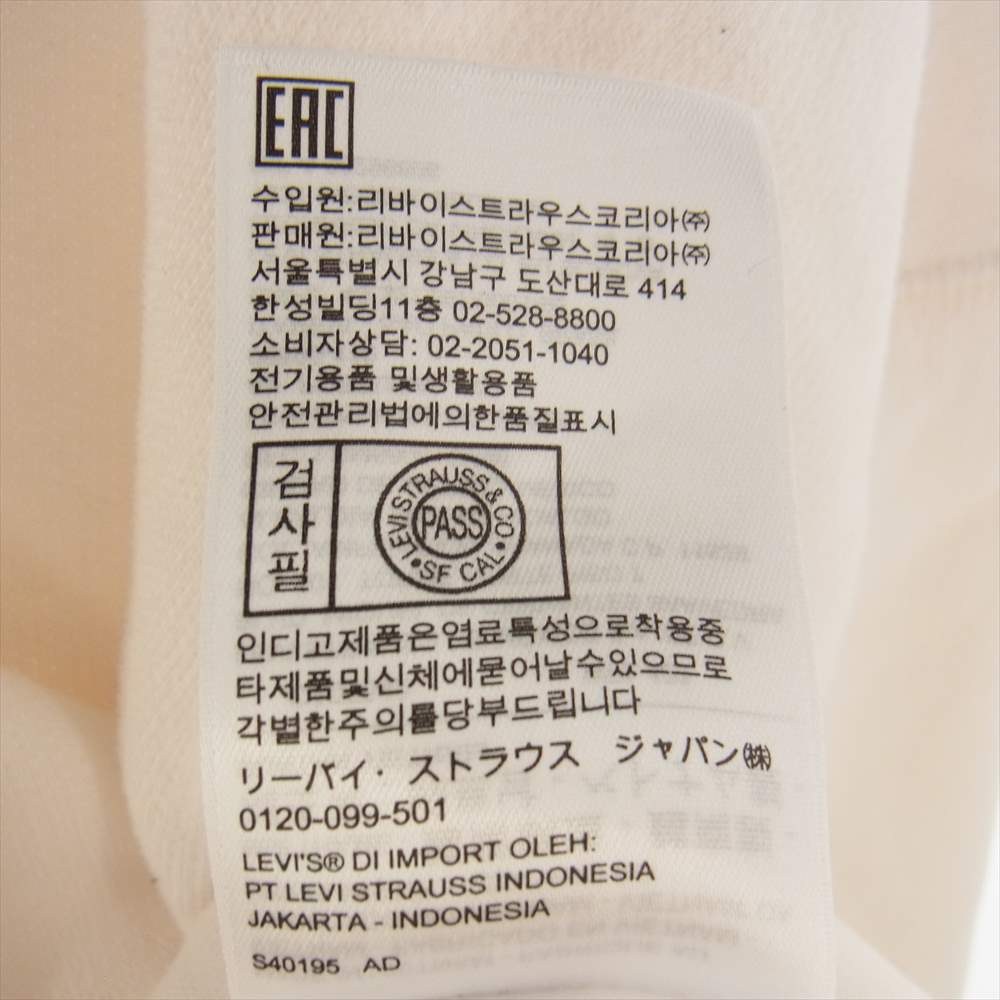 EAC
수입원:리바이스트라우스코리아㈜
판매원:리바이스트라우스코리아㈜
서울특별시 강남구 도산대로 414
한성빌딩11층 02-528-8800
소비자상담: 02-2051-1040
전기용품 및생활용품
안전관리법에의한품질표시
검사필
LEVI STRAUSS & CO
PASS
SF CAL
인디고제품은염료특성으로착용중
타제품및신체에묻어날수있으므로
각별한주의를당부드립니다
リーバイ・ストラウス ジャパン㈱
0120-099-501
LEVI'S® DI IMPORT OLEH:
PT LEVI STRAUSS INDONESIA
JAKARTA - INDONESIA
S40195 AD